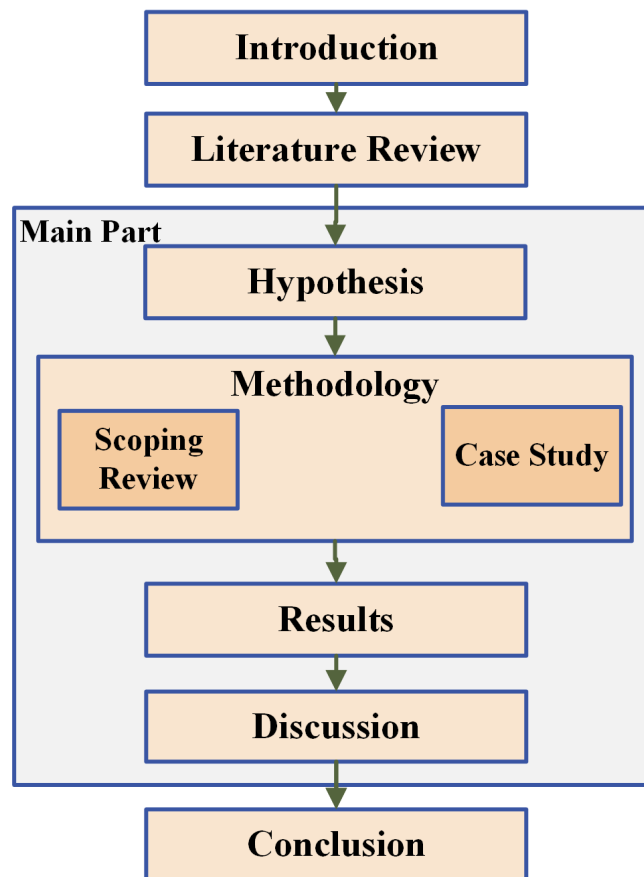 Introduction
Literature Review
Main Part
Hypothesis
Methodology
Scoping
Review
Case Study
Results
Discussion
Conclusion